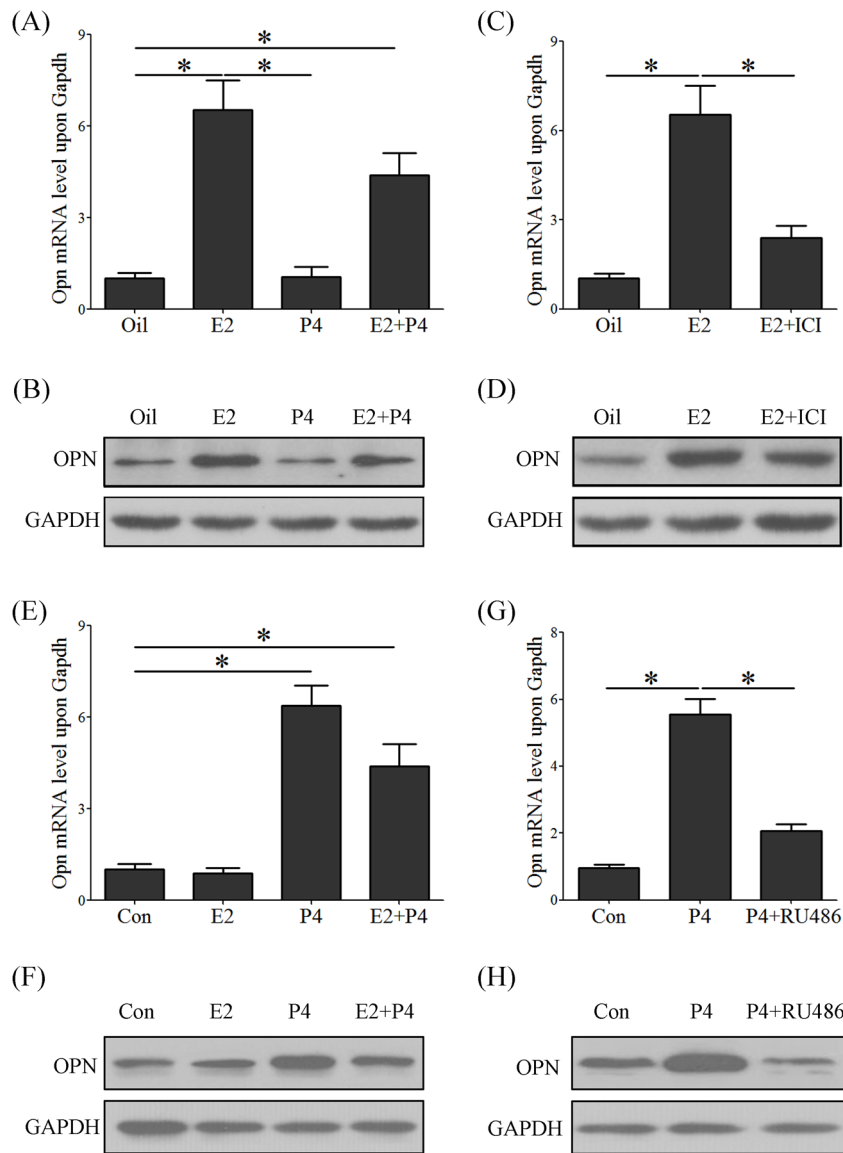 (A)
Opn mRNA level upon Gapdh
9
6
3
0
*
* *
Oil E2 P4 E2+P4
(C)
Opn mRNA level upon Gapdh
9
6
3
0
* *
Oil E2 E2+ICI
(B)
Oil E2 P4 E2+P4
OPN
GAPDH
(D)
Oil E2 E2+ICI
OPN
GAPDH
(E)
Opn mRNA level upon Gapdh
9
6
3
0
*
*
Con E2 P4 E2+P4
(G)
Opn mRNA level upon Gapdh
8
6
4
2
0
* *
Con P4 P4+RU486
(F)
Con E2 P4 E2+P4
OPN
GAPDH
(H)
Con P4 P4+RU486
OPN
GAPDH